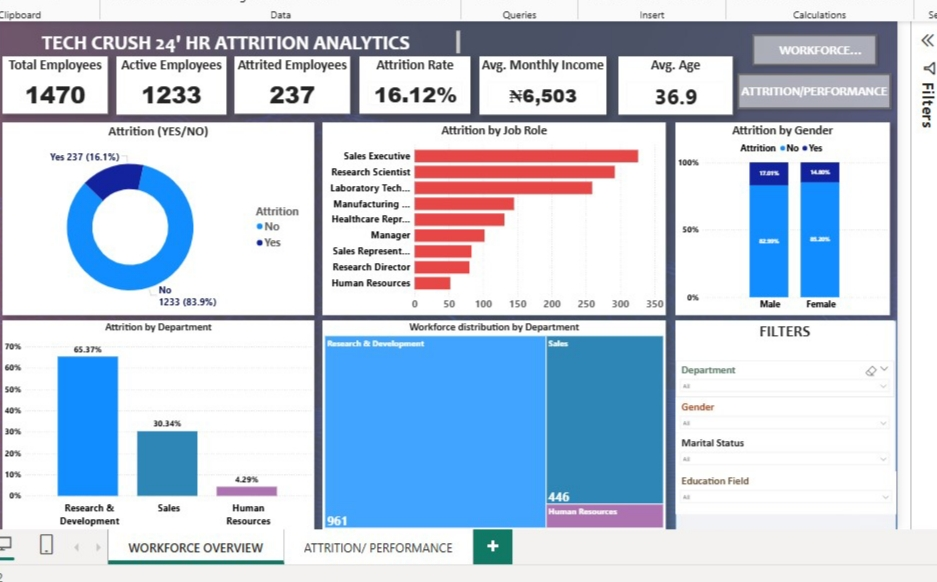 Clipboard
Data
Queries
Insert
Calculations
TECH CRUSH 24' HR ATTRITION ANALYTICS
WORKFORCE...
ATTRITION/PERFORMANCE
Filters
Total Employees
1470
Active Employees
1233
Attrited Employees
237
Attrition Rate
16.12%
Avg. Monthly Income
₦6,503
Avg. Age
36.9
Attrition (YES/NO)
Yes 237 (16.1%)
No
1233 (83.9%)
Attrition
No
Yes
Attrition by Job Role
Sales Executive
Research Scientist
Laboratory Tech...
Manufacturing ...
Healthcare Repr...
Manager
Sales Represent...
Research Director
Human Resources
0 50 100 150 200 250 300 350
Attrition by Gender
Attrition No Yes
100%
50%
0%
17.01%
82.99%
14.80%
85.20%
Male
Female
Attrition by Department
70%
60%
50%
40%
30%
20%
10%
0%
65.37%
30.34%
4.29%
Research &
Development
Sales
Human
Resources
Workforce distribution by Department
Research & Development
961
Sales
446
Human Resources
FILTERS
Department
All
Gender
All
Marital Status
All
Education Field
All
WORKFORCE OVERVIEW
ATTRITION/ PERFORMANCE
+